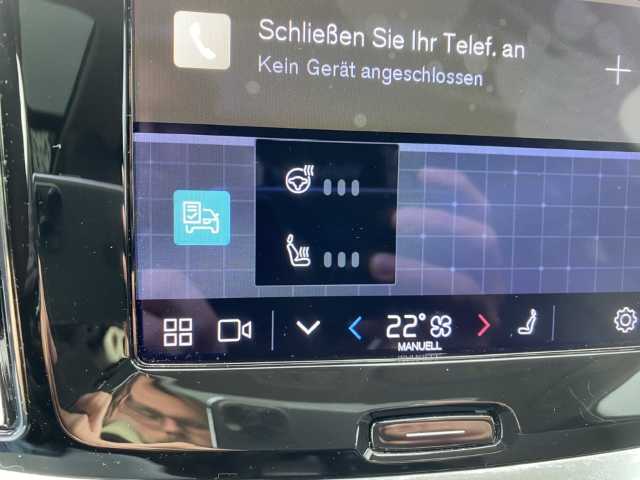 Schließen Sie Ihr Telef. an
Kein Gerät angeschlossen
22°
MANUELL